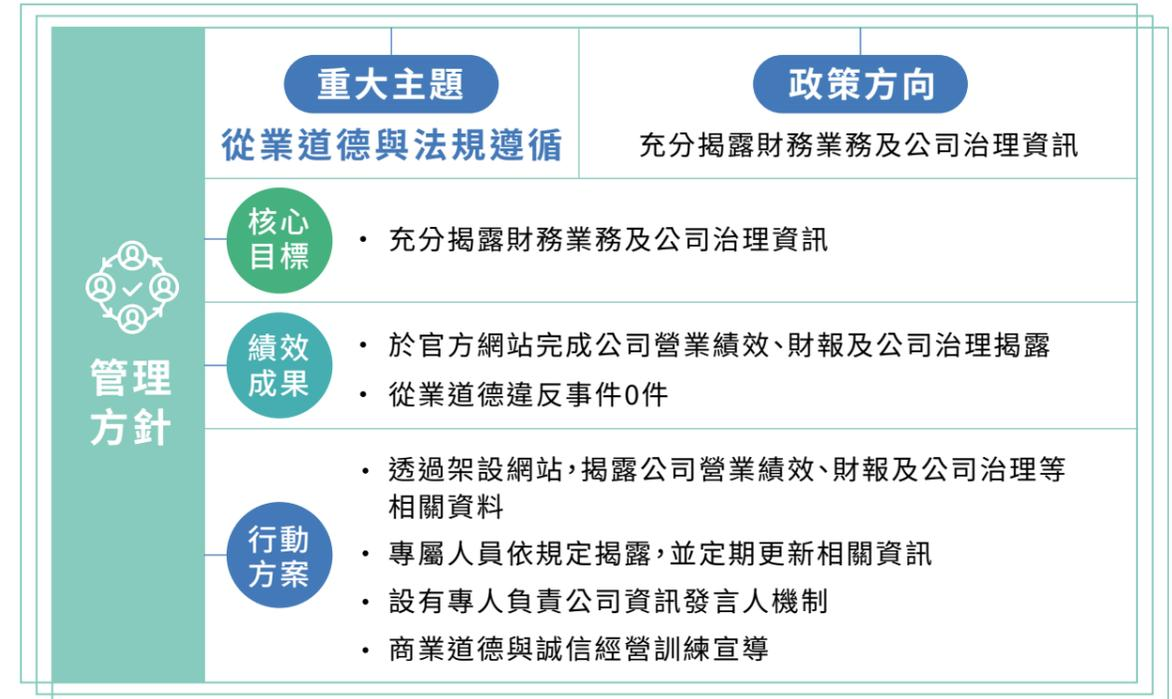 管理
方針
重大主題
從業道德與法規遵循
政策方向
充分揭露財務業務及公司治理資訊
核心
目標
• 充分揭露財務業務及公司治理資訊
績效
成果
• 於官方網站完成公司營業績效、財報及公司治理揭露
• 從業道德違反事件0件
行動
方案
• 透過架設網站,揭露公司營業績效、財報及公司治理等
相關資料
• 專屬人員依規定揭露,並定期更新相關資訊
• 設有專人負責公司資訊發言人機制
• 商業道德與誠信經營訓練宣導